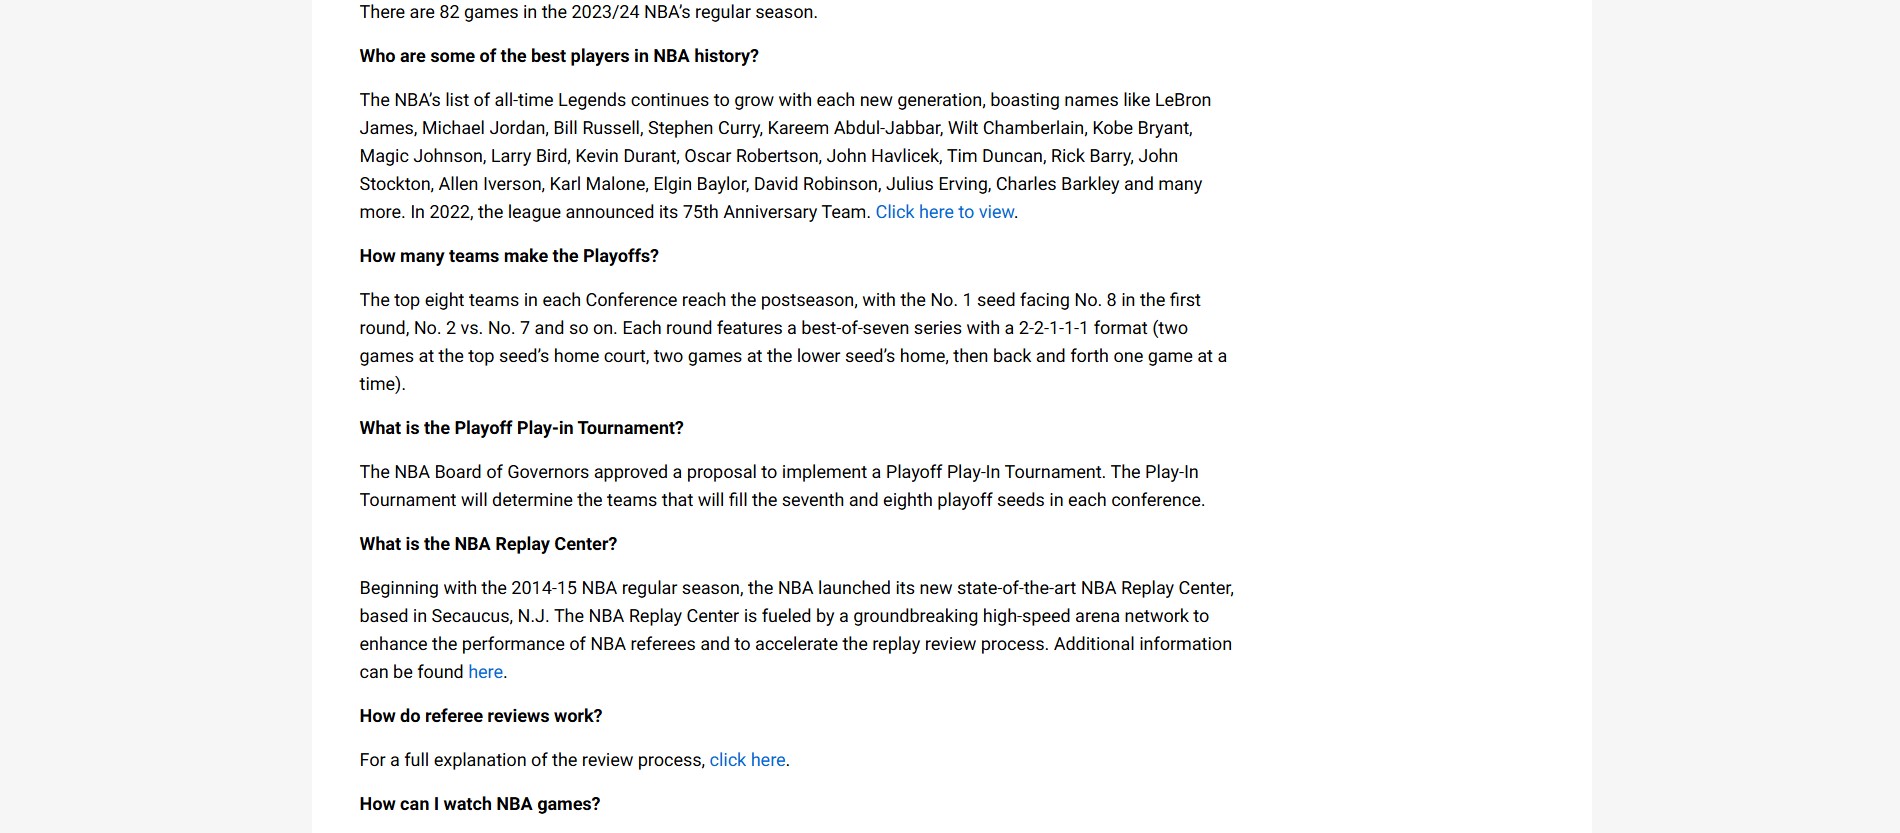 There are 82 games in the 2023/24 NBA’s regular season.
Who are some of the best players in NBA history?
The NBA’s list of all-time Legends continues to grow with each new generation, boasting names like LeBron
James, Michael Jordan, Bill Russell, Stephen Curry, Kareem Abdul-Jabbar, Wilt Chamberlain, Kobe Bryant,
Magic Johnson, Larry Bird, Kevin Durant, Oscar Robertson, John Havlicek, Tim Duncan, Rick Barry, John
Stockton, Allen Iverson, Karl Malone, Elgin Baylor, David Robinson, Julius Erving, Charles Barkley and many
more. In 2022, the league announced its 75th Anniversary Team. Click here to view.
How many teams make the Playoffs?
The top eight teams in each Conference reach the postseason, with the No. 1 seed facing No. 8 in the first
round, No. 2 vs. No. 7 and so on. Each round features a best-of-seven series with a 2-2-1-1-1 format (two
games at the top seed’s home court, two games at the lower seed’s home, then back and forth one game at a
time).
What is the Playoff Play-in Tournament?
The NBA Board of Governors approved a proposal to implement a Playoff Play-In Tournament. The Play-In
Tournament will determine the teams that will fill the seventh and eighth playoff seeds in each conference.
What is the NBA Replay Center?
Beginning with the 2014-15 NBA regular season, the NBA launched its new state-of-the-art NBA Replay Center,
based in Secaucus, N.J. The NBA Replay Center is fueled by a groundbreaking high-speed arena network to
enhance the performance of NBA referees and to accelerate the replay review process. Additional information
can be found here.
How do referee reviews work?
For a full explanation of the review process, click here.
How can I watch NBA games?